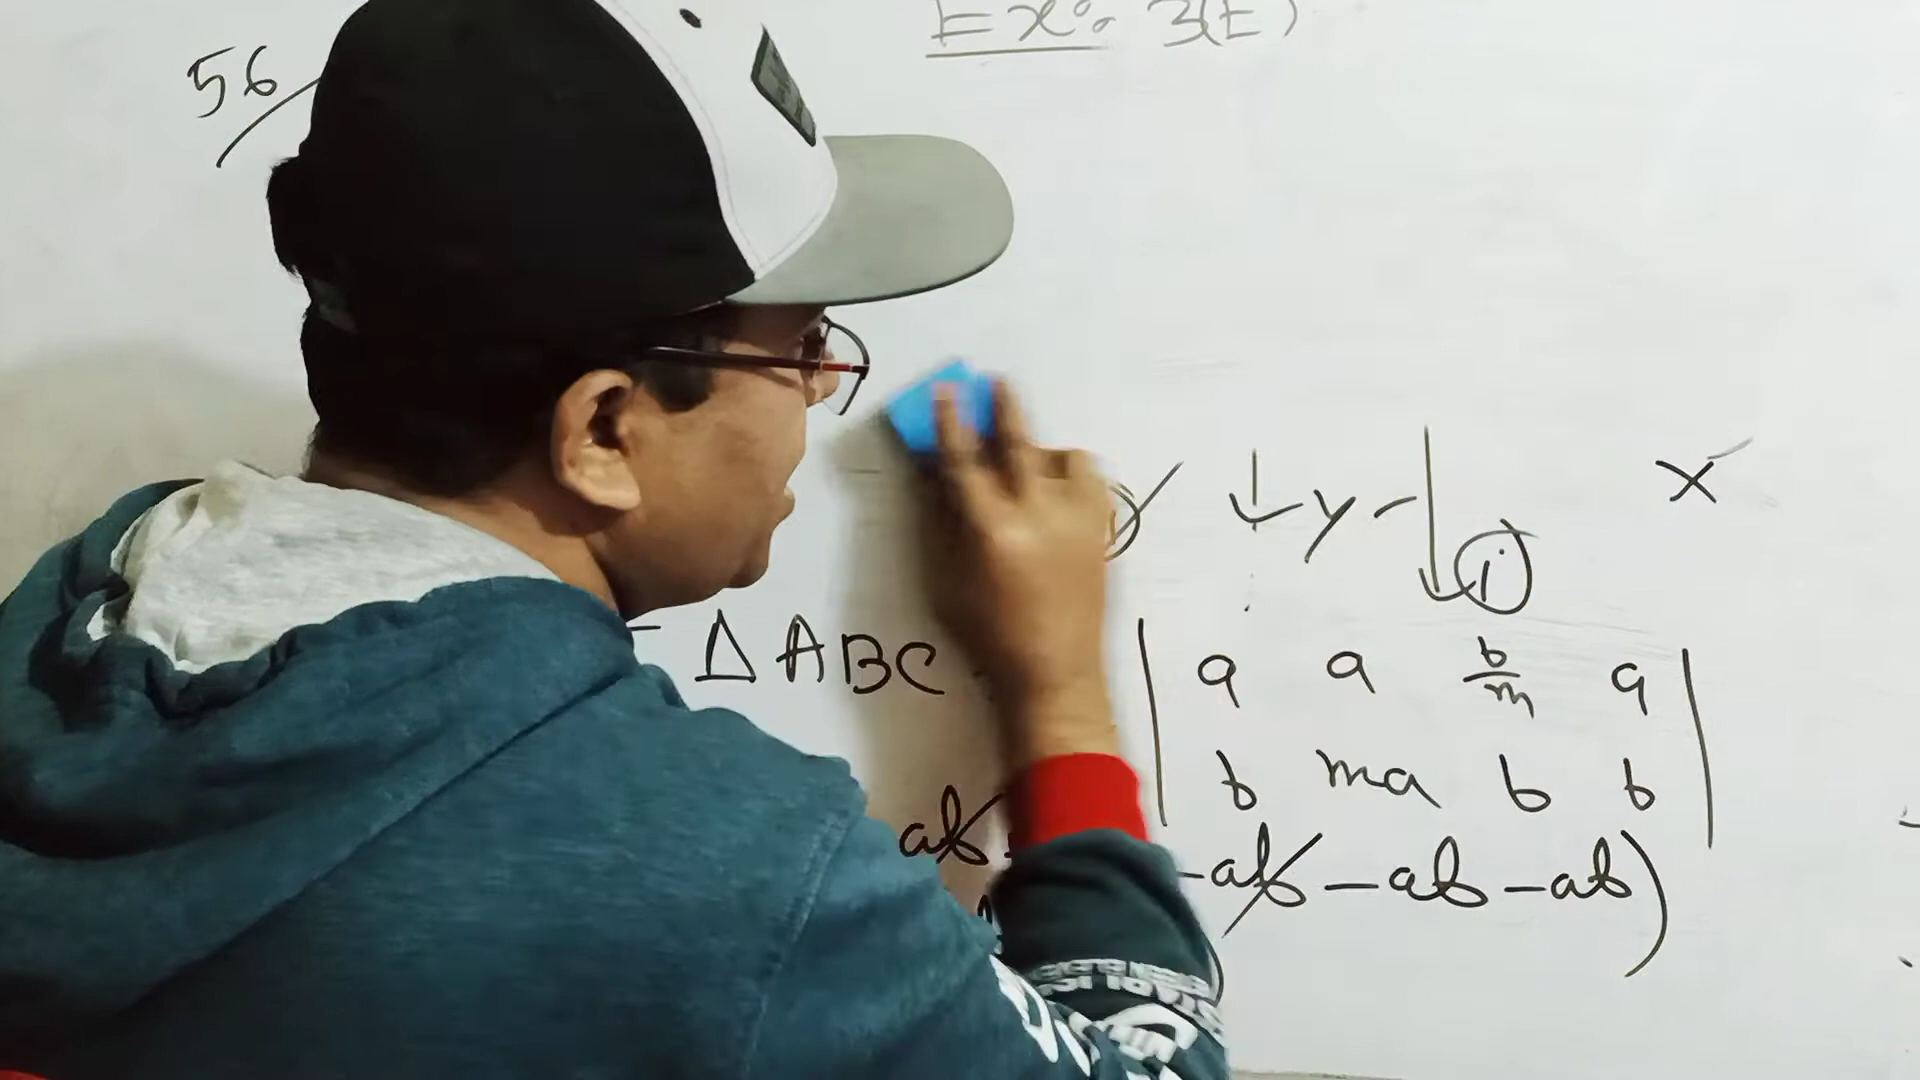 Ex: 3(E)
56
x
↓ y - ↓ (i)
ΔABC
| a a b/m a |
| b ma b b |
ab
-ab - ab - ab)